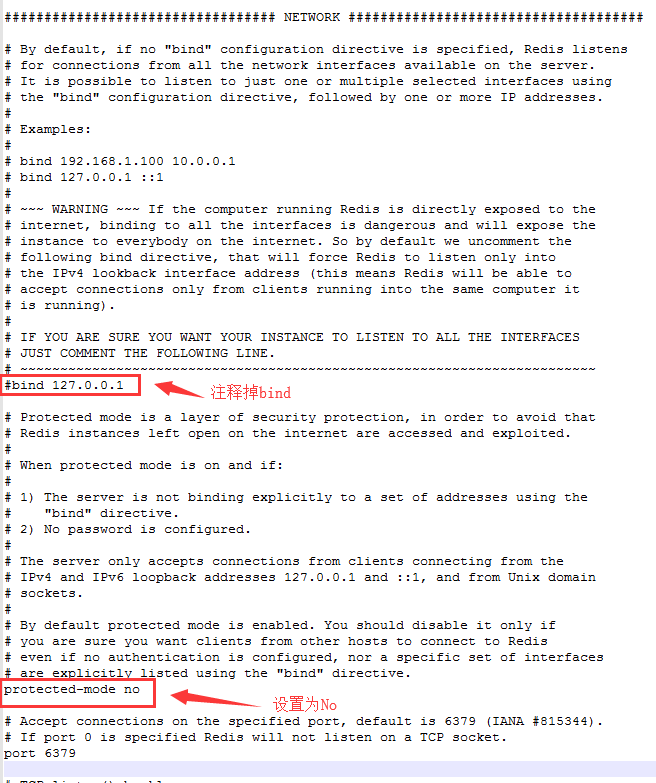 ################################## NETWORK #####################################
# By default, if no "bind" configuration directive is specified, Redis listens
# for connections from all the network interfaces available on the server.
# It is possible to listen to just one or multiple selected interfaces using
# the "bind" configuration directive, followed by one or more IP addresses.
#
# Examples:
#
# bind 192.168.1.100 10.0.0.1
# bind 127.0.0.1 ::1
#
# ~~~ WARNING ~~~ If the computer running Redis is directly exposed to the
# internet, binding to all the interfaces is dangerous and will expose the
# instance to everybody on the internet. So by default we uncomment the
# following bind directive, that will force Redis to listen only into
# the IPv4 lookback interface address (this means Redis will be able to
# accept connections only from clients running into the same computer it
# is running).
#
# IF YOU ARE SURE YOU WANT YOUR INSTANCE TO LISTEN TO ALL THE INTERFACES
# JUST COMMENT THE FOLLOWING LINE.
# ~~~~~~~~~~~~~~~~~~~~~~~~~~~~~~~~~~~~~~~~~~~~~~~~~~~~~~~~~~~~~~~~~~~~~~~~
#bind 127.0.0.1
注释掉bind
# Protected mode is a layer of security protection, in order to avoid that
# Redis instances left open on the internet are accessed and exploited.
#
# When protected mode is on and if:
#
# 1) The server is not binding explicitly to a set of addresses using the
#    "bind" directive.
# 2) No password is configured.
#
# The server only accepts connections from clients connecting from the
# IPv4 and IPv6 loopback addresses 127.0.0.1 and ::1, and from Unix domain
# sockets.
#
# By default protected mode is enabled. You should disable it only if
# you are sure you want clients from other hosts to connect to Redis
# even if no authentication is configured, nor a specific set of interfaces
# are explicitly listed using the "bind" directive.
protected-mode no
设置为No
# Accept connections on the specified port, default is 6379 (IANA #815344).
# If port 0 is specified Redis will not listen on a TCP socket.
port 6379